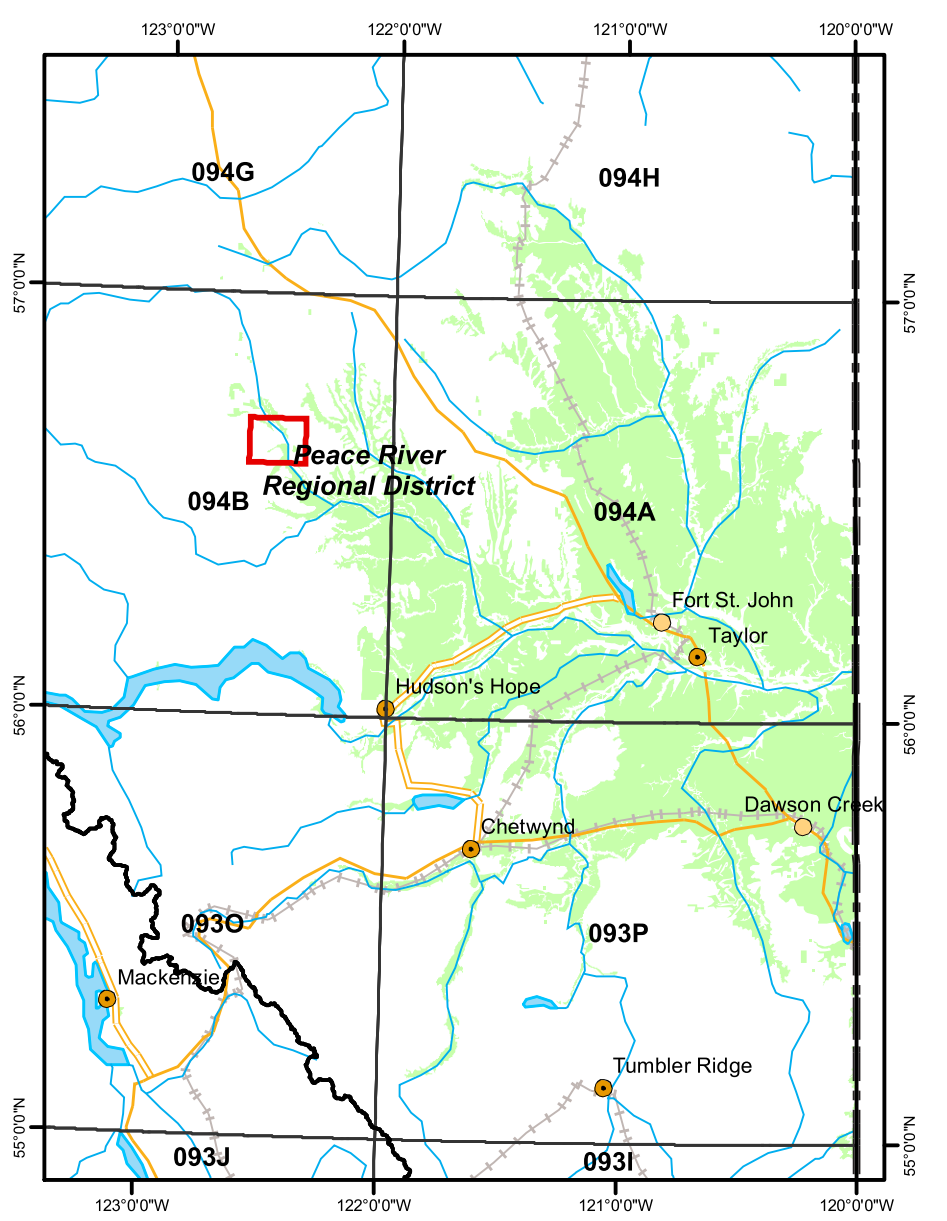 123°0'0"W
122°0'0"W
121°0'0"W
120°0'0"W
094G
094H
57°0'0"N
57°0'0"N
Peace River
Regional District
094B
094A
Fort St. John
Taylor
Hudson's Hope
56°0'0"N
56°0'0"N
Dawson Creek
Chetwynd
093O
093P
Mackenzie
Tumbler Ridge
55°0'0"N
55°0'0"N
093J
093I
123°0'0"W
122°0'0"W
121°0'0"W
120°0'0"W